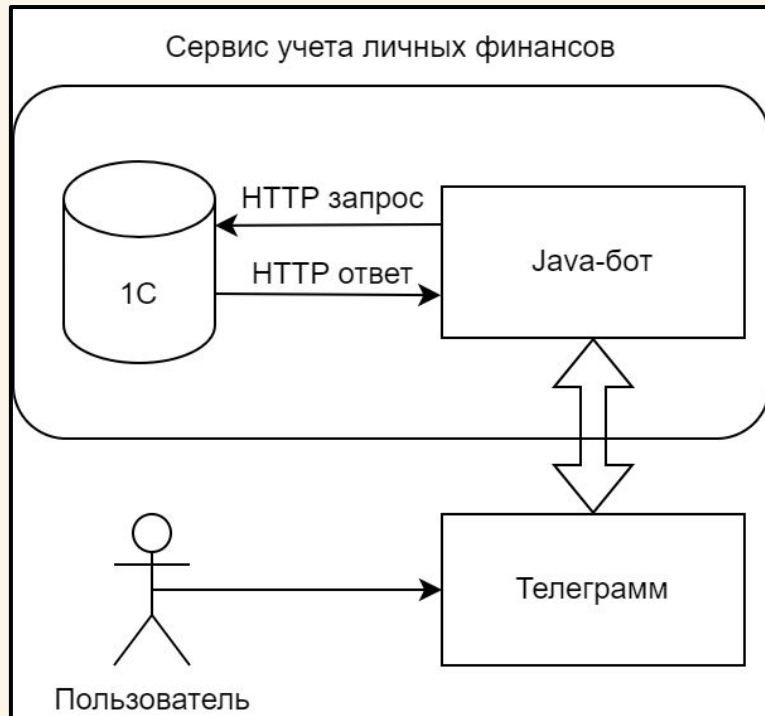 Сервис учета личных финансов
HTTP запрос
HTTP ответ
1С
Java-бот
Телеграмм
Пользователь